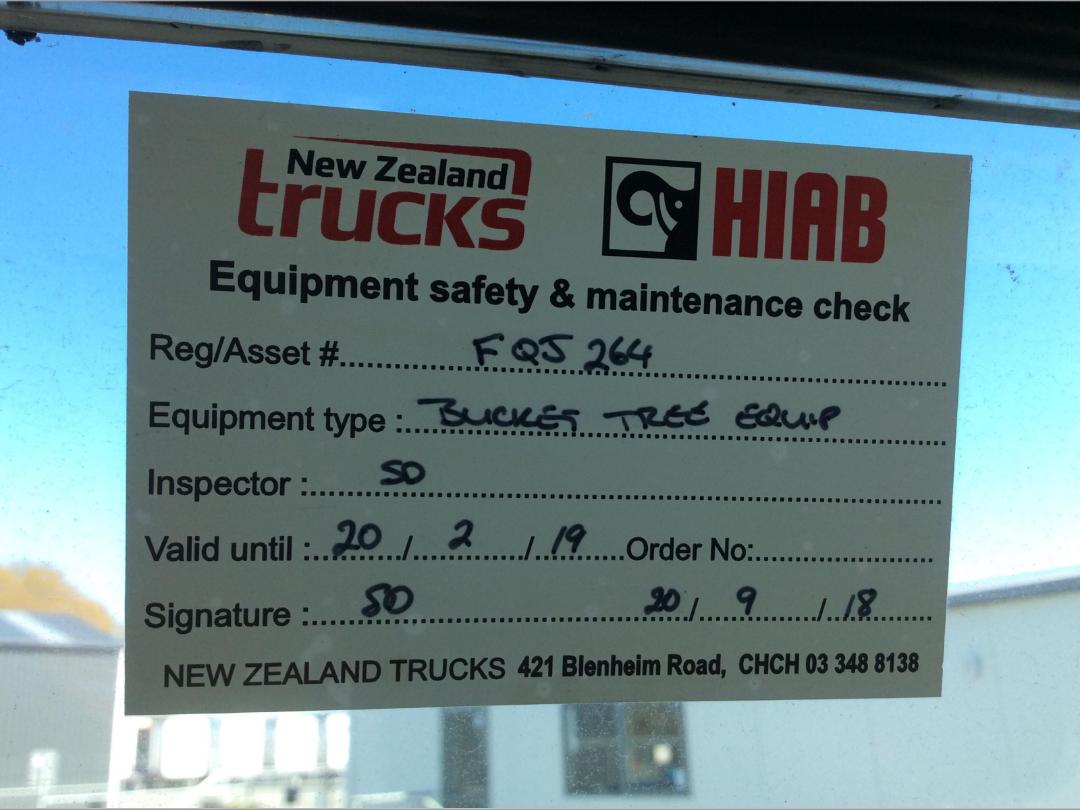 New Zealand
trucks
HIAB
Equipment safety & maintenance check
Reg/Asset #..........FQJ 264..........
Equipment type :..........BUCKET TREE EQUIP..........
Inspector :..........SO..........
Valid until :..20../..2../..19....Order No:..........
Signature :..........SO..........20/..9../..18..........
NEW ZEALAND TRUCKS 421 Blenheim Road, CHCH 03 348 8138